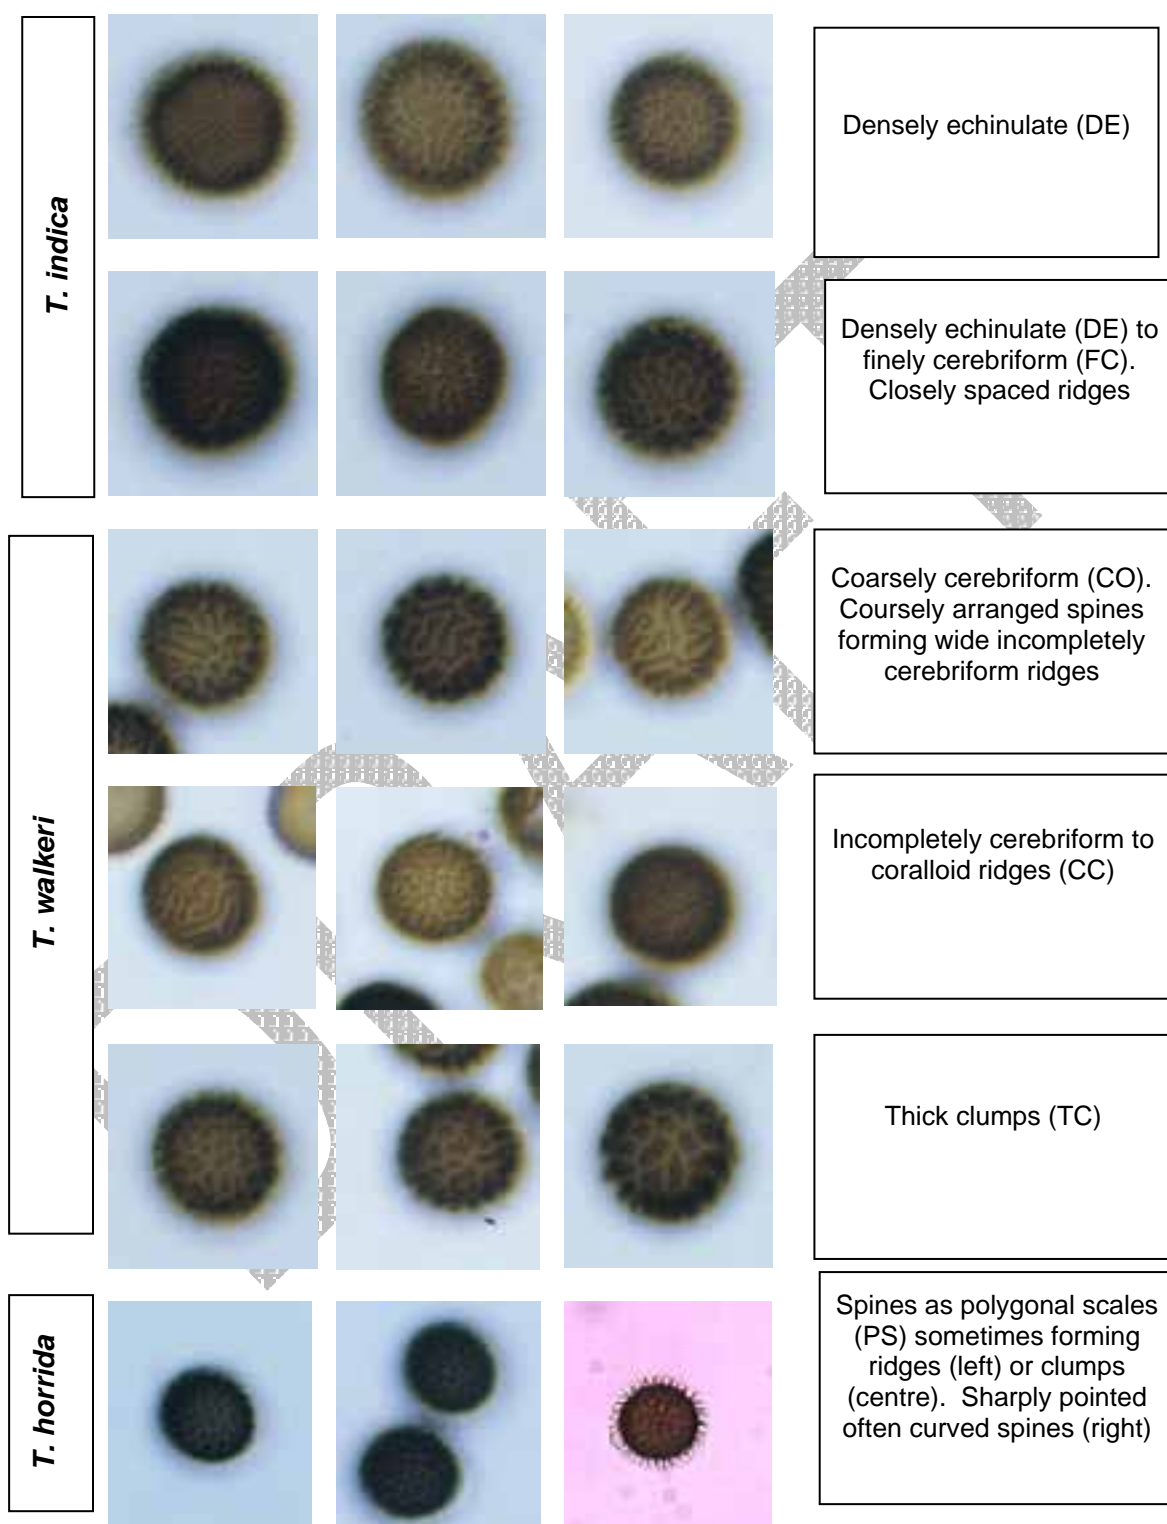 T. indica
Densely echinulate (DE)
Densely echinulate (DE) to
finely cerebriform (FC).
Closely spaced ridges
T. walkeri
Coarsely cerebriform (CO).
Coursely arranged spines
forming wide incompletely
cerebriform ridges
Incompletely cerebriform to
coralloid ridges (CC)
Thick clumps (TC)
T. horrida
Spines as polygonal scales
(PS) sometimes forming
ridges (left) or clumps
(centre).  Sharply pointed
often curved spines (right)